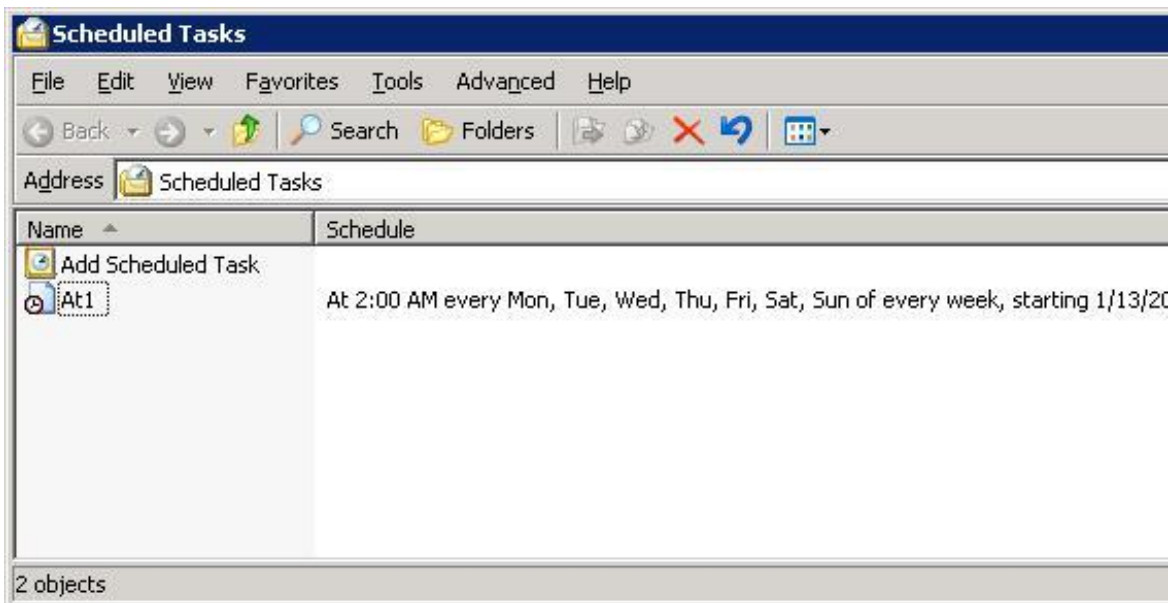 Scheduled Tasks
File Edit View Favorites Tools Advanced Help
Back Search Folders
Address Scheduled Tasks
Name Schedule
Add Scheduled Task
At1 At 2:00 AM every Mon, Tue, Wed, Thu, Fri, Sat, Sun of every week, starting 1/13/20
2 objects